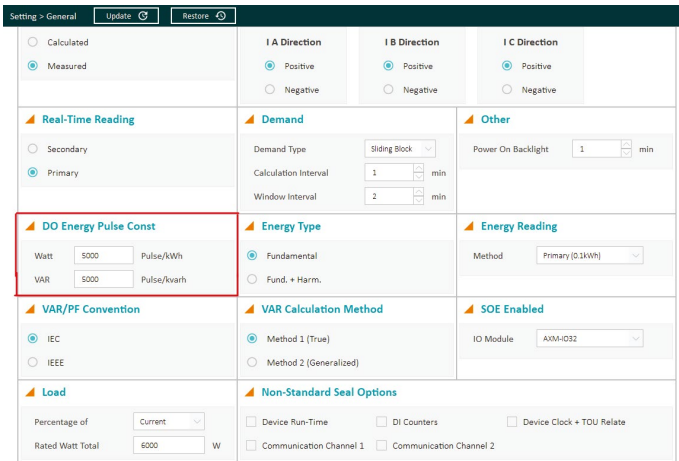 Setting > General Update Restore
Calculated
Measured
I A Direction I B Direction I C Direction
Positive Positive Positive
Negative Negative Negative
Real-Time Reading
Secondary
Primary
Demand
Demand Type Sliding Block
Calculation Interval 1 min
Window Interval 2 min
Other
Power On Backlight 1 min
DO Energy Pulse Const
Watt 5000 Pulse/kWh
VAR 5000 Pulse/kvarh
Energy Type
Fundamental
Fund. + Harm.
Energy Reading
Method Primary (0.1kWh)
VAR/PF Convention
IEC
IEEE
VAR Calculation Method
Method 1 (True)
Method 2 (Generalized)
SOE Enabled
IO Module AXM-IO32
Load
Percentage of Current
Rated Watt Total 6000 W
Non-Standard Seal Options
Device Run-Time DI Counters Device Clock + TOU Relate
Communication Channel 1 Communication Channel 2